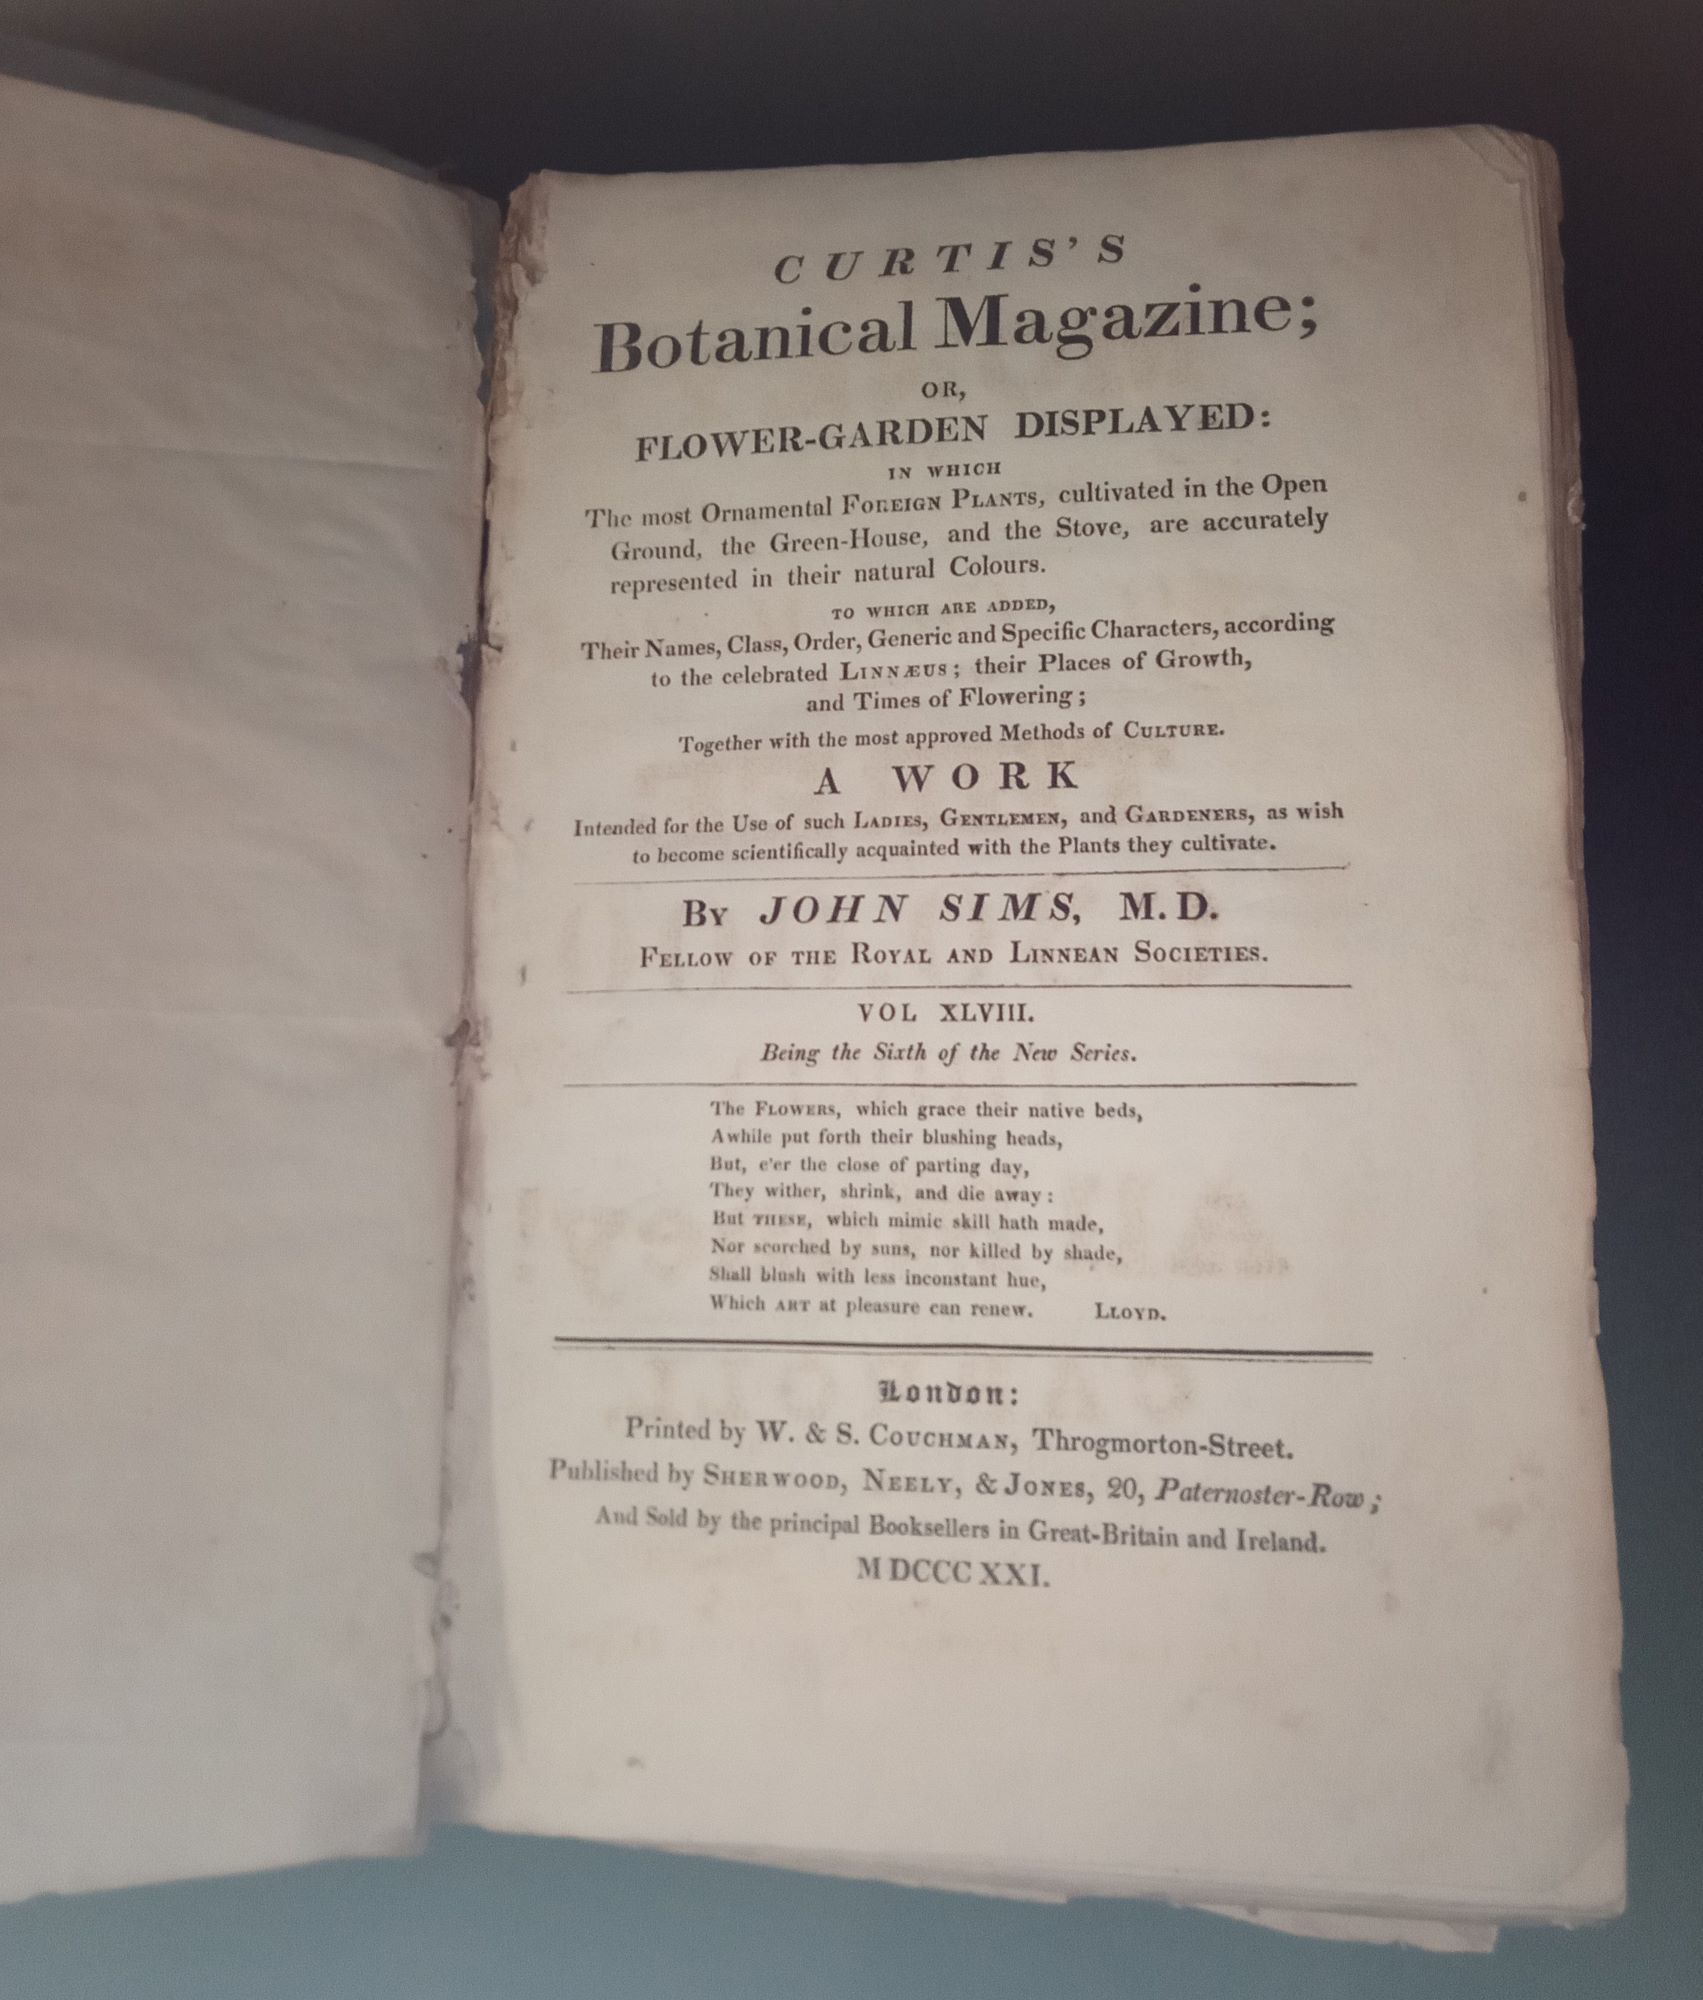 CURTIS'S
Botanical Magazine;
OR,
FLOWER-GARDEN DISPLAYED:
IN WHICH
The most Ornamental FOREIGN PLANTS, cultivated in the Open
Ground, the Green-House, and the Stove, are accurately
represented in their natural Colours.
TO WHICH ARE ADDED,
Their Names, Class, Order, Generic and Specific Characters, according
to the celebrated LINNÆUS; their Places of Growth,
and Times of Flowering;
Together with the most approved Methods of CULTURE.
A WORK
Intended for the Use of such LADIES, GENTLEMEN, and GARDENERS, as wish
to become scientifically acquainted with the Plants they cultivate.
BY JOHN SIMS, M.D.
FELLOW OF THE ROYAL AND LINNEAN SOCIETIES.
VOL XLVIII.
Being the Sixth of the New Series.
The FLOWERS, which grace their native beds,
Awhile put forth their blushing heads,
But, e'er the close of parting day,
They wither, shrink, and die away:
But THESE, which mimic skill hath made,
Nor scorched by suns, nor killed by shade,
Shall blush with less inconstant hue,
Which ART at pleasure can renew. LLOYD.
London:
Printed by W. & S. COUCHMAN, Throgmorton-Street.
Published by SHERWOOD, NEELY, & JONES, 20, Paternoster-Row;
And Sold by the principal Booksellers in Great-Britain and Ireland.
MDCCCXXI.